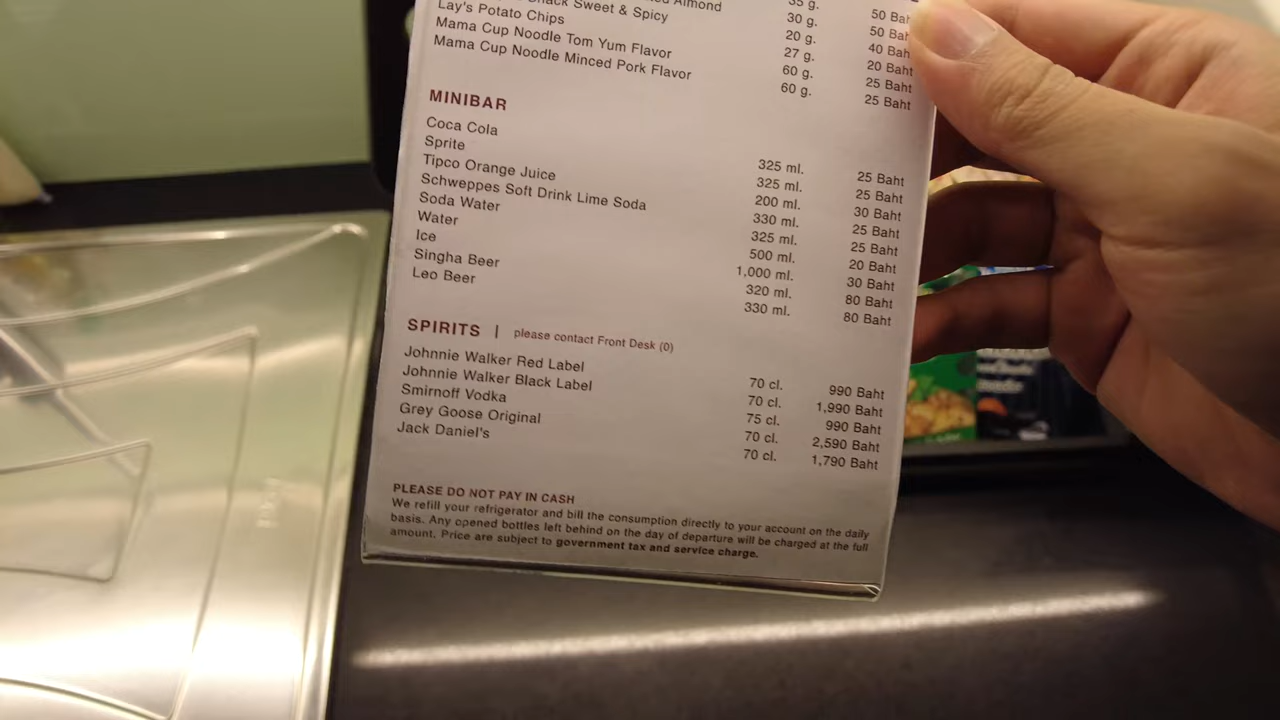 35 g. 50 Baht
Almond 30 g. 50 Baht
Snack Sweet & Spicy 20 g. 40 Baht
Lay's Potato Chips 27 g. 20 Baht
Mama Cup Noodle Tom Yum Flavor 60 g. 25 Baht
Mama Cup Noodle Minced Pork Flavor 60 g. 25 Baht
MINIBAR
Coca Cola 325 ml. 25 Baht
Sprite 325 ml. 25 Baht
Tipco Orange Juice 200 ml. 30 Baht
Schweppes Soft Drink Lime Soda 330 ml. 25 Baht
Soda Water 325 ml. 25 Baht
Water 500 ml. 20 Baht
Ice 1,000 ml. 30 Baht
Singha Beer 320 ml. 80 Baht
Leo Beer 330 ml. 80 Baht
SPIRITS | please contact Front Desk (0)
Johnnie Walker Red Label 70 cl. 990 Baht
Johnnie Walker Black Label 70 cl. 1,990 Baht
Smirnoff Vodka 75 cl. 990 Baht
Grey Goose Original 70 cl. 2,590 Baht
Jack Daniel's 70 cl. 1,790 Baht
PLEASE DO NOT PAY IN CASH
We refill your refrigerator and bill the consumption directly to your account on the daily
basis. Any opened bottles left behind on the day of departure will be charged at the full
amount. Price are subject to government tax and service charge.